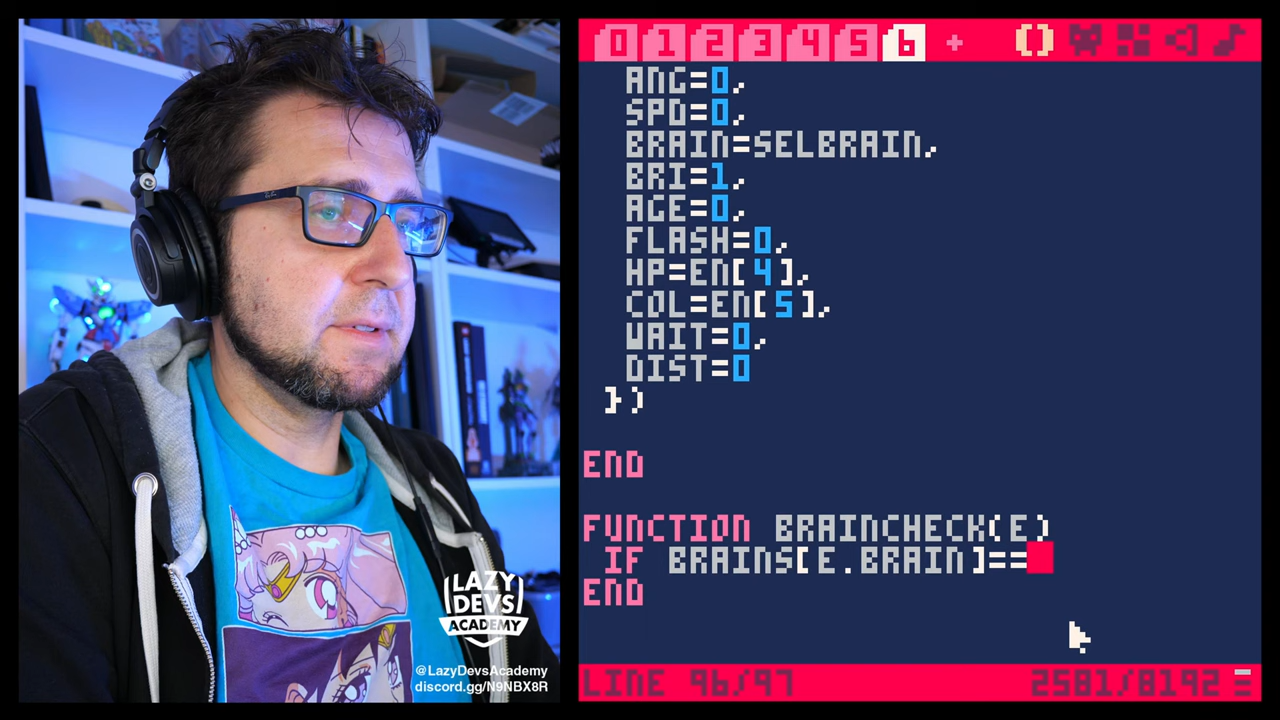 0 1 2 3 4 5 6 +
ANG=0,
SPD=0,
BRAIN=SELBRAIN,
BRI=1,
AGE=0,
FLASH=0,
HP=EN[4],
COL=EN[5],
WAIT=0,
DIST=0
})
END
FUNCTION BRAINCHECK(E)
IF BRAINS[E.BRAIN]==
END
LINE 96/97
2581/8192
LAZY
DEVS
ACADEMY
@LazyDevsAcademy
discord.gg/N9NBX8R